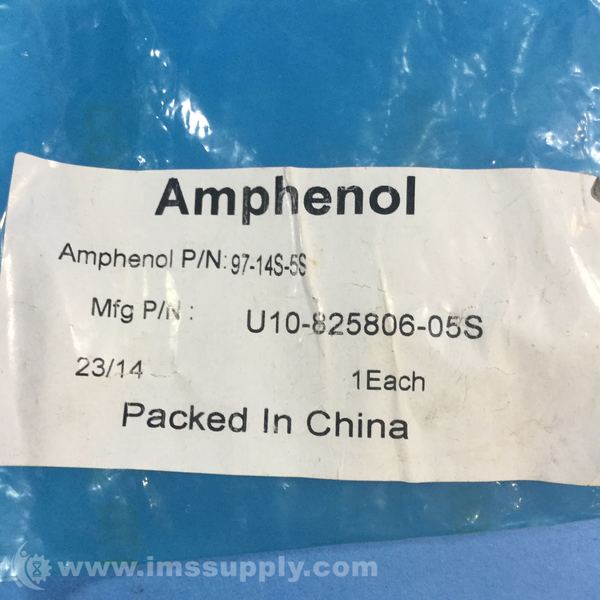 Amphenol
Amphenol P/N: 97-14S-5S
Mfg P/N : U10-825806-05S
23/14 1Each
Packed In China
www.imssupply.com